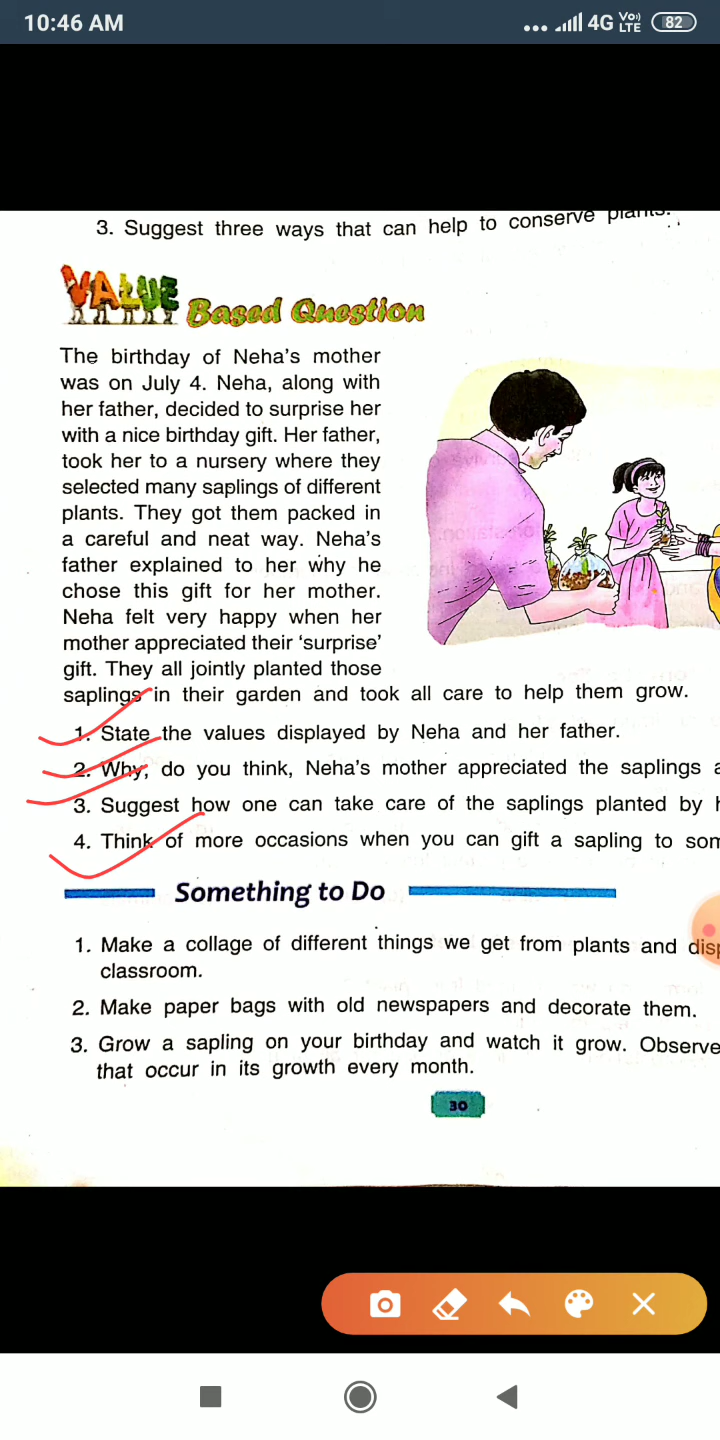 10:46 AM
4G Vo)) LTE 82
3. Suggest three ways that can help to conserve plants.
VALUE Based Question
The birthday of Neha's mother
was on July 4. Neha, along with
her father, decided to surprise her
with a nice birthday gift. Her father,
took her to a nursery where they
selected many saplings of different
plants. They got them packed in
a careful and neat way. Neha's
father explained to her why he
chose this gift for her mother.
Neha felt very happy when her
mother appreciated their 'surprise'
gift. They all jointly planted those
saplings in their garden and took all care to help them grow.
1. State the values displayed by Neha and her father.
2. Why, do you think, Neha's mother appreciated the saplings
3. Suggest how one can take care of the saplings planted by
4. Think of more occasions when you can gift a sapling to
Something to Do
1. Make a collage of different things we get from plants and
classroom.
2. Make paper bags with old newspapers and decorate them.
3. Grow a sapling on your birthday and watch it grow. Observe
that occur in its growth every month.
30